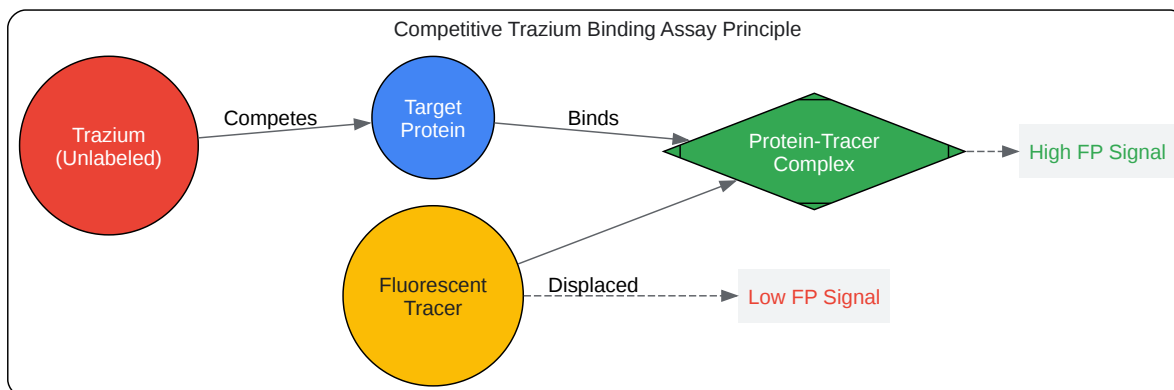 Competitive Trazium Binding Assay Principle
Trazium
(Unlabeled)
Competes
Target
Protein
Binds
Protein-Tracer
Complex
High FP Signal
Fluorescent
Tracer
Displaced
Low FP Signal